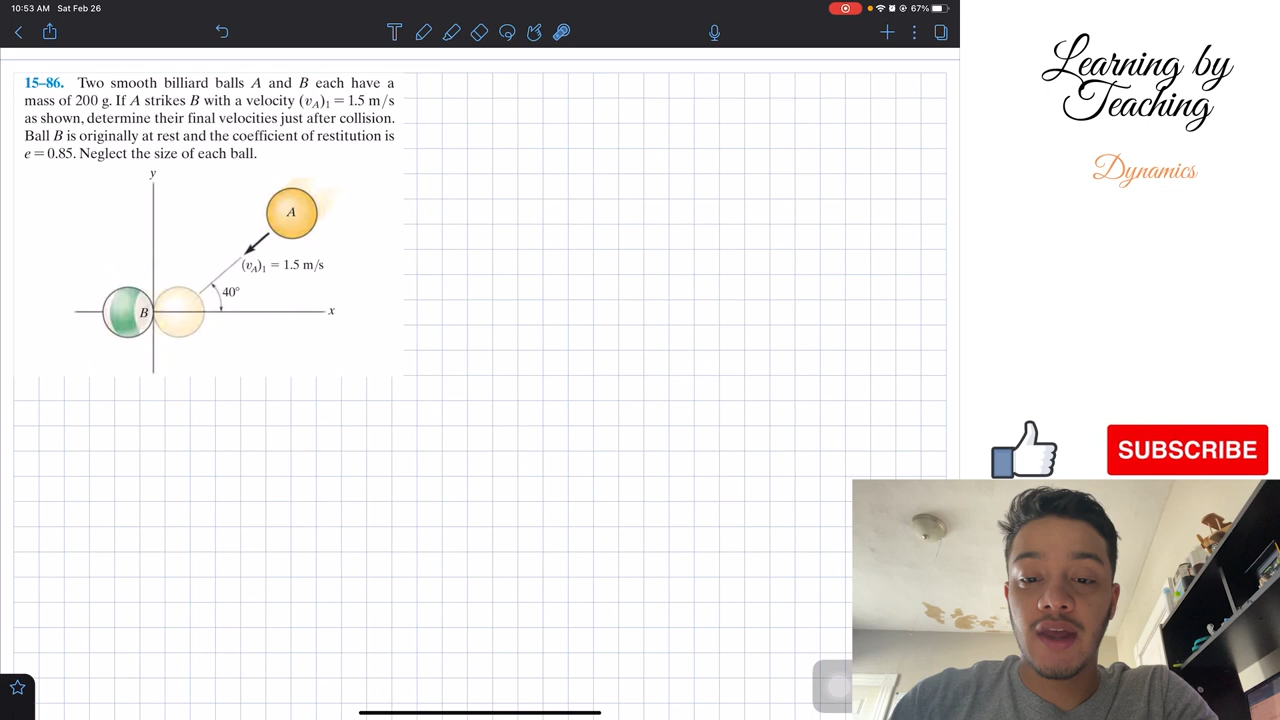 10:53 AM Sat Feb 26
67%
15–86. Two smooth billiard balls A and B each have a
mass of 200 g. If A strikes B with a velocity (vA)1 = 1.5 m/s
as shown, determine their final velocities just after collision.
Ball B is originally at rest and the coefficient of restitution is
e = 0.85. Neglect the size of each ball.
y
A
(vA)1 = 1.5 m/s
40°
B
x
Learning by
Teaching
Dynamics
SUBSCRIBE